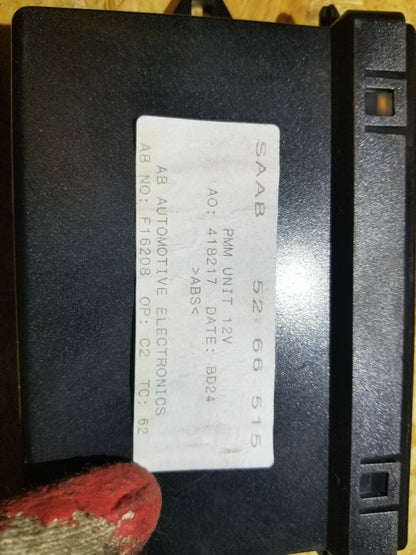 SAAB 52 66 515
PMM UNIT 12V
AO: 418217 DATE: BD24
>ABS<
AB AUTOMOTIVE ELECTRONICS
AB NO: F16208 OP: C2 TC: 62